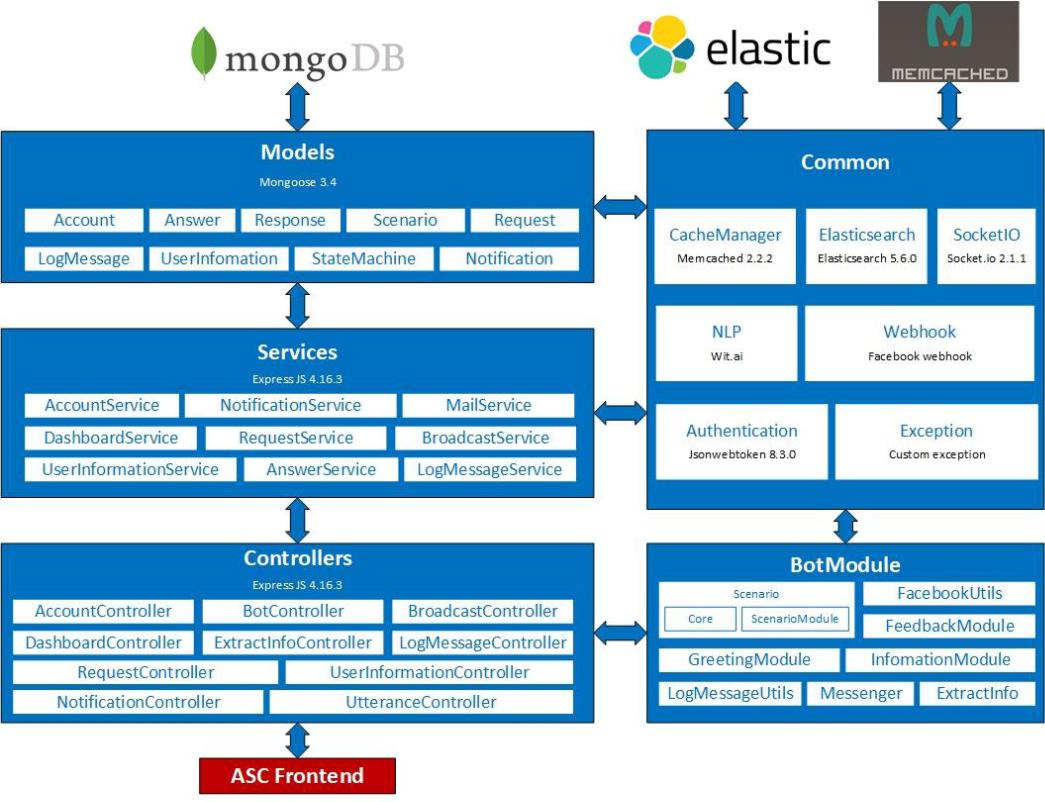 mongoDB
elastic
MEMCACHED
Models
Mongoose 3.4
Account
Answer
Response
Scenario
Request
LogMessage
UserInfomation
StateMachine
Notification
Services
Express JS 4.16.3
AccountService
NotificationService
MailService
DashboardService
RequestService
BroadcastService
UserInformationService
AnswerService
LogMessageService
Controllers
Express JS 4.16.3
AccountController
BotController
BroadcastController
DashboardController
ExtractInfoController
LogMessageController
RequestController
UserInformationController
NotificationController
UtteranceController
ASC Frontend
Common
CacheManager
Memcached 2.2.2
Elasticsearch
Elasticsearch 5.6.0
SocketIO
Socket.io 2.1.1
NLP
Wit.ai
Webhook
Facebook webhook
Authentication
Jsonwebtoken 8.3.0
Exception
Custom exception
BotModule
Scenario
Core
ScenarioModule
FacebookUtils
FeedbackModule
GreetingModule
InfomationModule
LogMessageUtils
Messenger
ExtractInfo